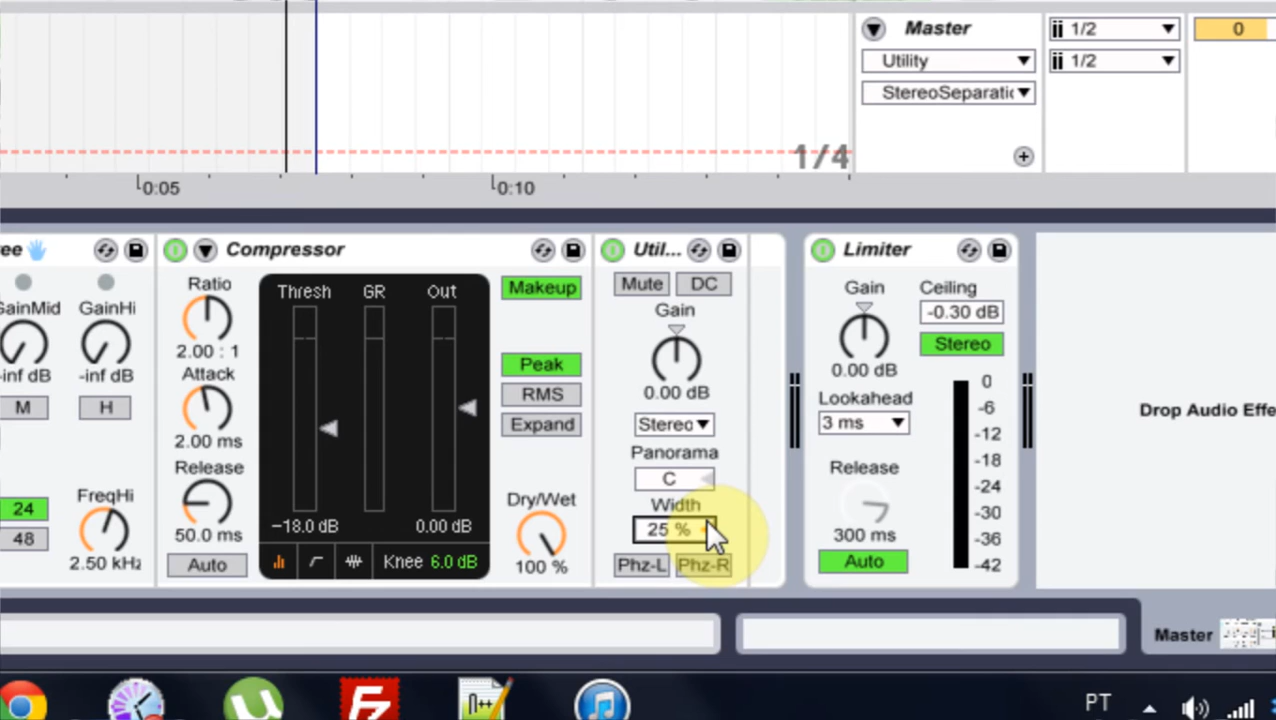 Master
ii 1/2
0
Utility
ii 1/2
StereoSeparatic
1/4
0:05
0:10
ee
Compressor
Util...
Limiter
GainMid
GainHi
-inf dB
-inf dB
M
H
24
48
FreqHi
2.50 kHz
Ratio
2.00 : 1
Attack
2.00 ms
Release
50.0 ms
Auto
Thresh
GR
Out
-18.0 dB
0.00 dB
Knee 6.0 dB
Makeup
Peak
RMS
Expand
Dry/Wet
100 %
Mute
DC
Gain
0.00 dB
Stereo
Panorama
C
Width
25 %
Phz-L
Phz-R
Gain
0.00 dB
Ceiling
-0.30 dB
Stereo
Lookahead
3 ms
Release
300 ms
Auto
0
-6
-12
-18
-24
-30
-36
-42
Drop Audio Effe
Master
PT